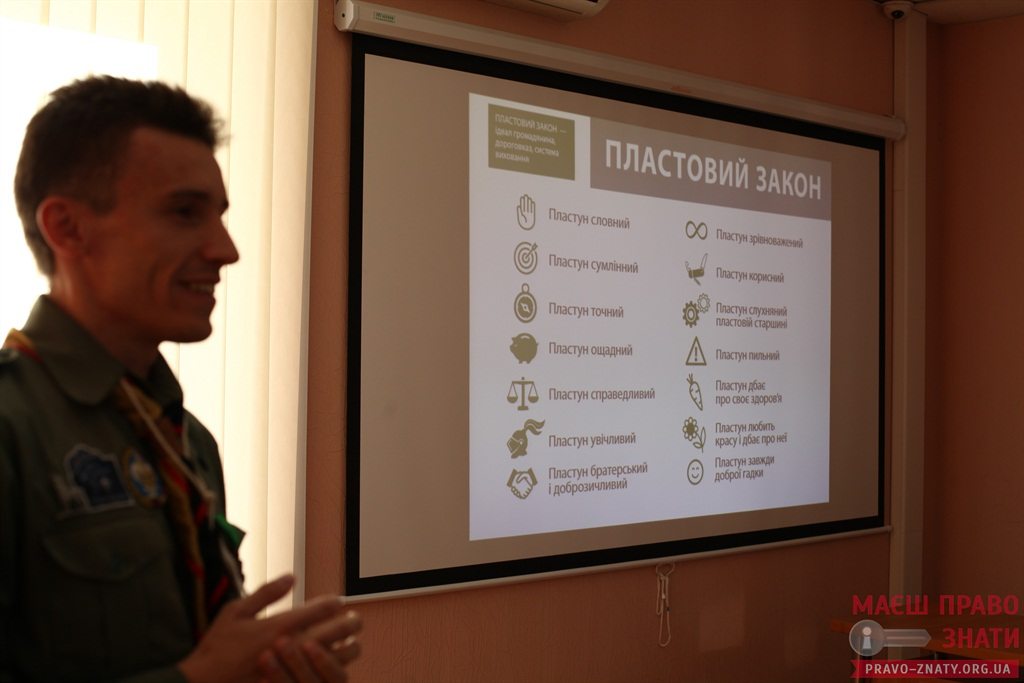 ПЛАСТОВИЙ ЗАКОН —
ідеал громадянина,
дороговказ, система
виховання
ПЛАСТОВИЙ ЗАКОН
Пластун словний
Пластун сумлінний
Пластун точний
Пластун ощадний
Пластун справедливий
Пластун увічливий
Пластун братерський
і доброзичливий
Пластун зрівноважений
Пластун корисний
Пластун слухняний
пластовій старшині
Пластун пильний
Пластун дбає
про своє здоров'я
Пластун любить
красу і дбає про неї
Пластун завжди
доброї гадки
МАЄШ ПРАВО
ЗНАТИ
PRAVO-ZNATY.ORG.UA